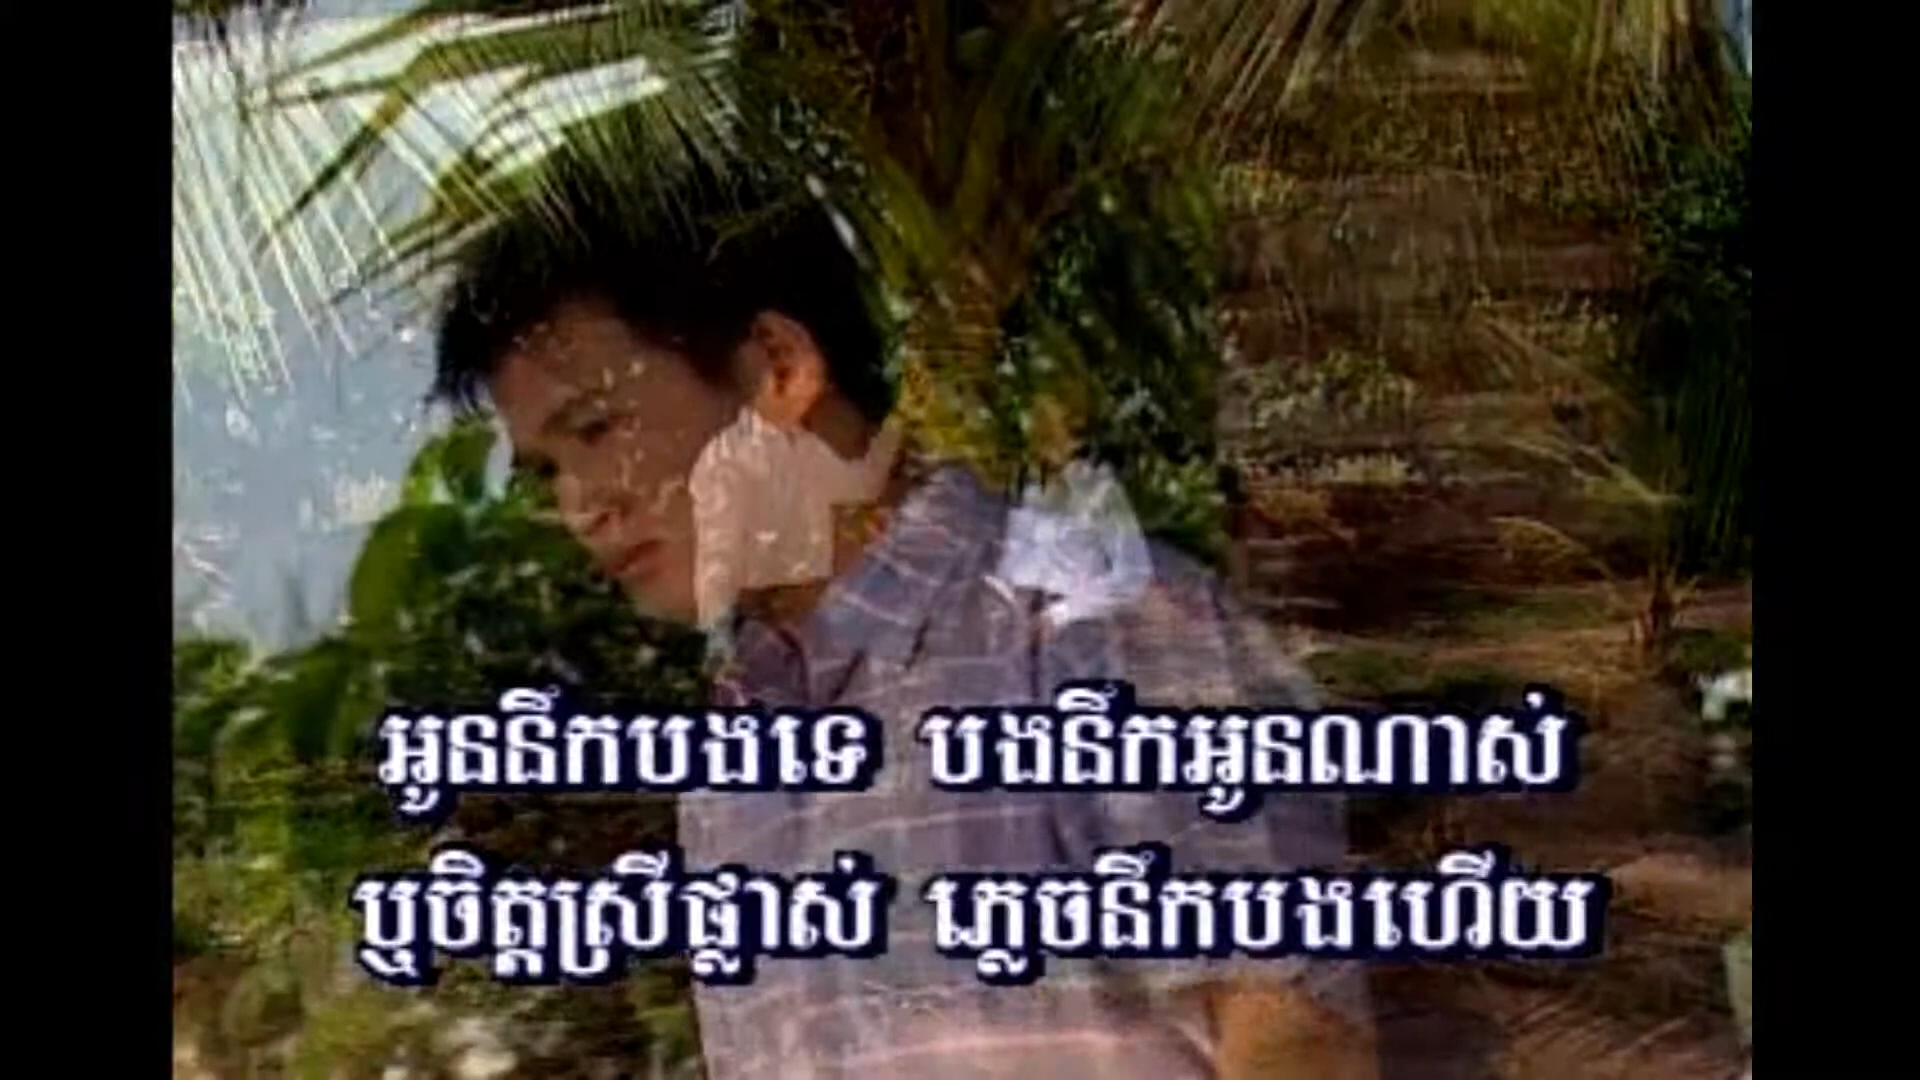 អូននឹកបងទេ បងនឹកអូនណាស់
ឬចិត្តស្រីផ្លាស់ ភ្លេចនឹកបងហើយ